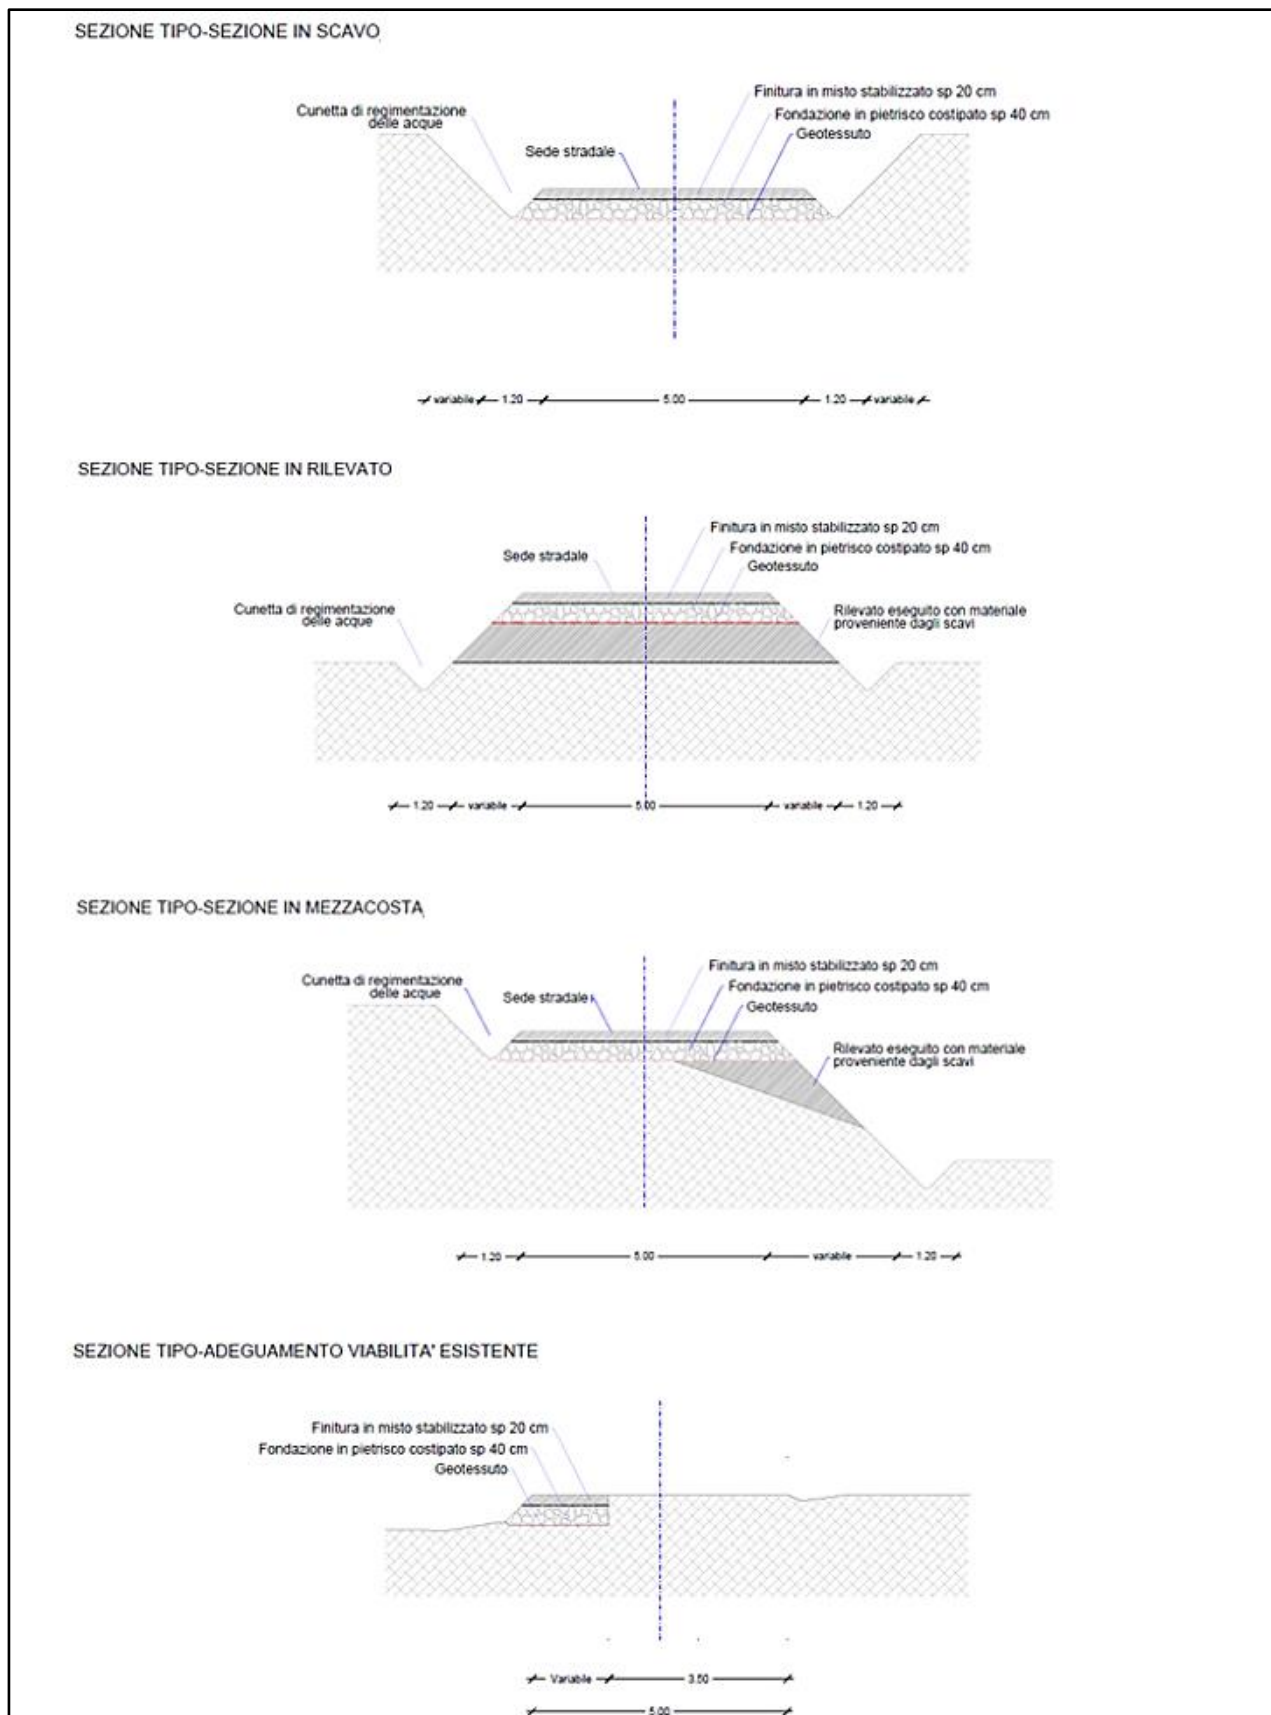 SEZIONE TIPO-SEZIONE IN SCAVO
Finitura in misto stabilizzato sp 20 cm
Cunetta di regimentazione
delle acque
Fondazione in pietrisco costipato sp 40 cm
Geotessuto
Sede stradale
variabile 1.20 5.00 1.20 variabile
SEZIONE TIPO-SEZIONE IN RILEVATO
Finitura in misto stabilizzato sp 20 cm
Fondazione in pietrisco costipato sp 40 cm
Sede stradale
Geotessuto
Cunetta di regimentazione
delle acque
Rilevato eseguito con materiale
proveniente dagli scavi
1.20 variabile 5.00 variabile 1.20
SEZIONE TIPO-SEZIONE IN MEZZACOSTA
Finitura in misto stabilizzato sp 20 cm
Cunetta di regimentazione
delle acque
Fondazione in pietrisco costipato sp 40 cm
Sede stradale
Geotessuto
Rilevato eseguito con materiale
proveniente dagli scavi
1.20 5.00 variabile 1.20
SEZIONE TIPO-ADEGUAMENTO VIABILITA' ESISTENTE
Finitura in misto stabilizzato sp 20 cm
Fondazione in pietrisco costipato sp 40 cm
Geotessuto
Variabile 3.50
5.00